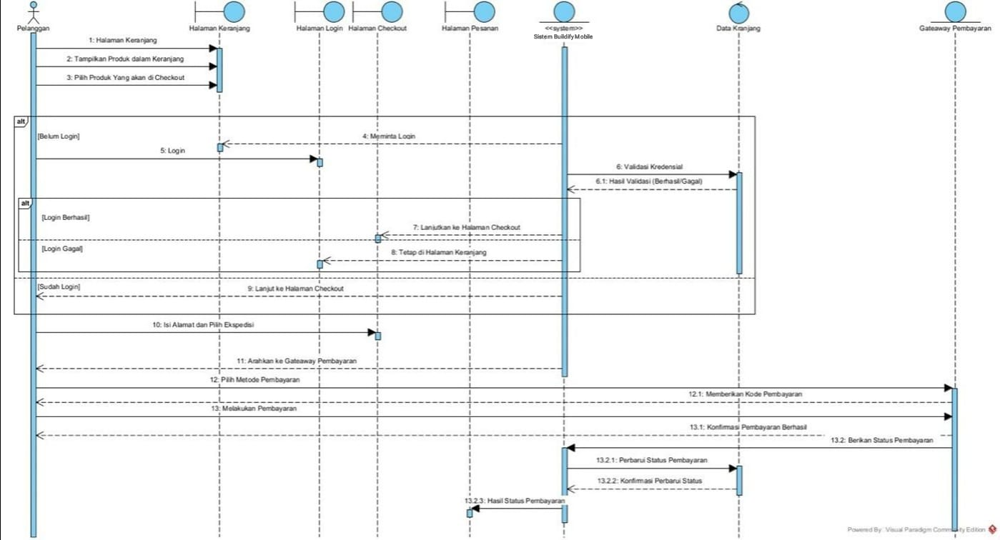 Pelanggan
Halaman Keranjang
Halaman Login
Halaman Checkout
Halaman Pesanan
<<system>>
Sistem Buildify Mobile
Data Kranjang
Gateaway Pembayaran
1: Halaman Keranjang
2: Tampilkan Produk dalam Keranjang
3: Pilih Produk Yang akan di Checkout
alt
[Belum Login]
4: Meminta Login
5: Login
6: Validasi Kredensial
6.1: Hasil Validasi (Berhasil/Gagal)
alt
[Login Berhasil]
7: Lanjutkan ke Halaman Checkout
[Login Gagal]
8: Tetap di Halaman Keranjang
[Sudah Login]
9: Lanjut ke Halaman Checkout
10: Isi Alamat dan Pilih Ekspedisi
11: Arahkan ke Gateaway Pembayaran
12: Pilih Metode Pembayaran
12.1: Memberikan Kode Pembayaran
13: Melakukan Pembayaran
13.1: Konfirmasi Pembayaran Berhasil
13.2: Berikan Status Pembayaran
13.2.1: Perbarui Status Pembayaran
13.2.2: Konfirmasi Perbarui Status
13.2.3: Hasil Status Pembayaran
Powered By: Visual Paradigm Community Edition